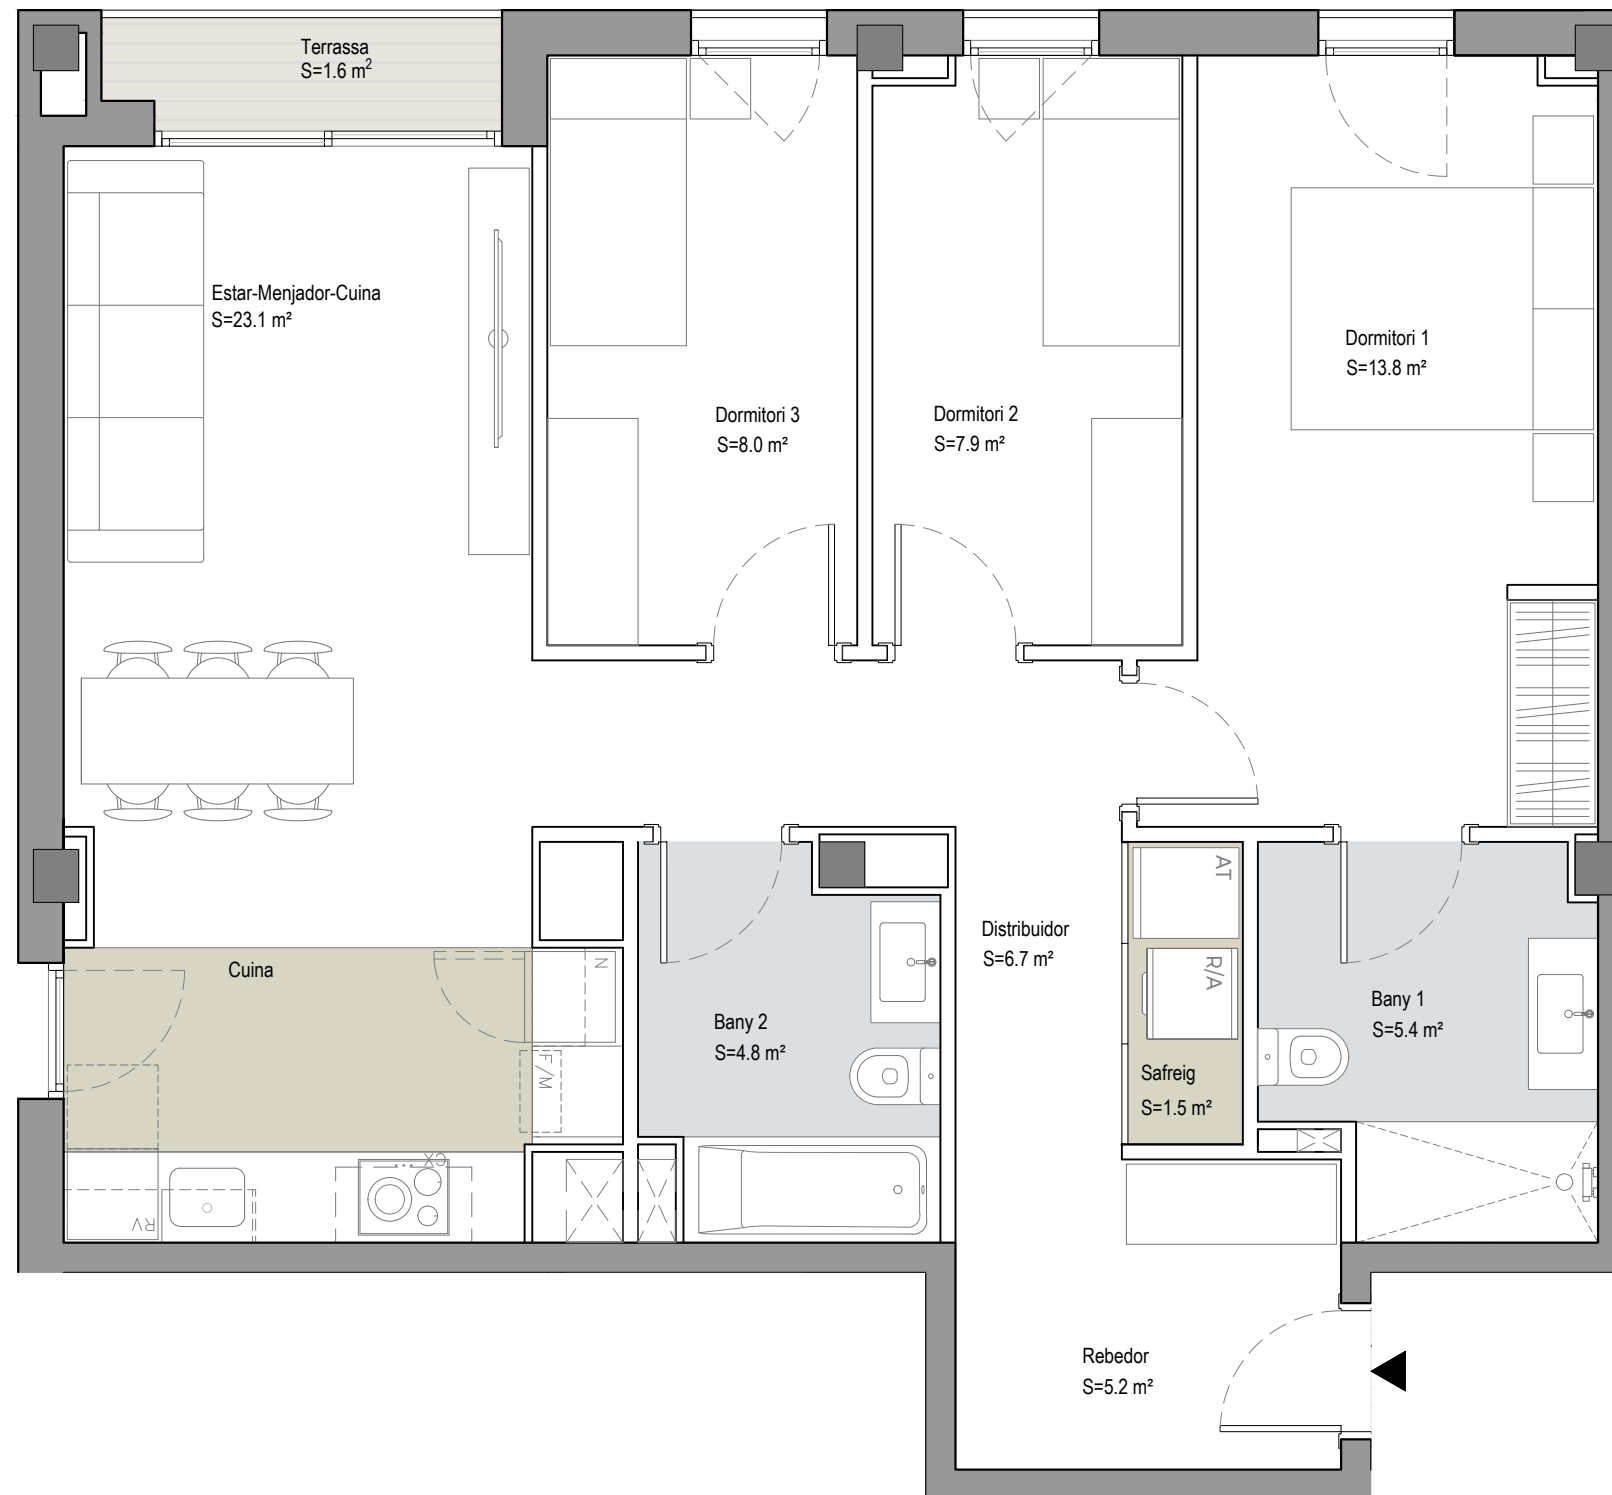 Terrassa
S=1.6 m²
Estar-Menjador-Cuina
S=23.1 m²
Dormitori 1
S=13.8 m²
Dormitori 3
S=8.0 m²
Dormitori 2
S=7.9 m²
AT
Distribuidor
S=6.7 m²
Cuina
N
R/A
Bany 1
S=5.4 m²
Bany 2
S=4.8 m²
F/M
Safreig
S=1.5 m²
CX
RV
Rebedor
S=5.2 m²